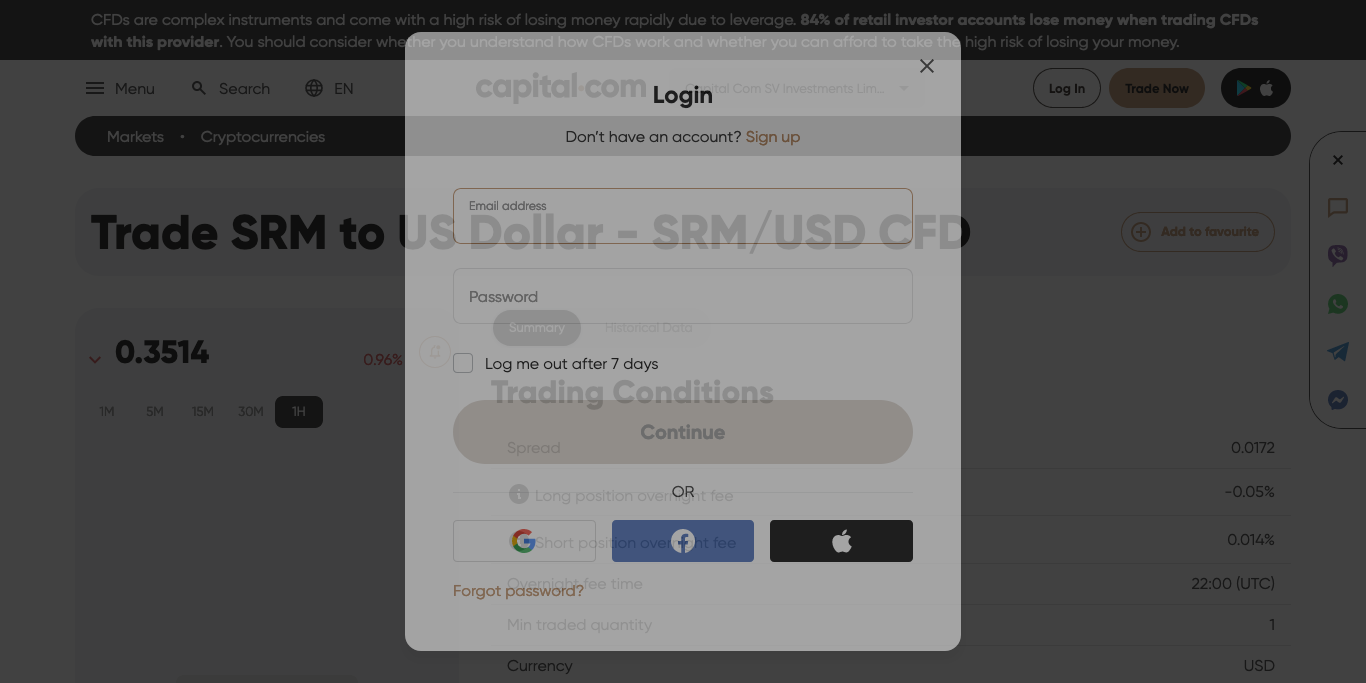 CFDs are complex instruments and come with a high risk of losing money rapidly due to leverage. 84% of retail investor accounts lose money when trading CFDs
with this provider. You should consider whether you understand how CFDs work and whether you can afford to take the high risk of losing your money.
Menu
Search
EN
capital.com
Capital Com SV Investments Lim...
Log In
Trade Now
Markets • Cryptocurrencies
Login
Don't have an account? Sign up
Trade SRM to US Dollar - SRM/USD CFD
Add to favourite
Email address
Password
Log me out after 7 days
Continue
OR
Forgot password?
0.3514
0.96%
1M 5M 15M 30M 1H
Summary
Historical Data
Trading Conditions
Spread 0.0172
Long position overnight fee -0.05%
Short position overnight fee 0.014%
Overnight fee time 22:00 (UTC)
Min traded quantity 1
Currency USD